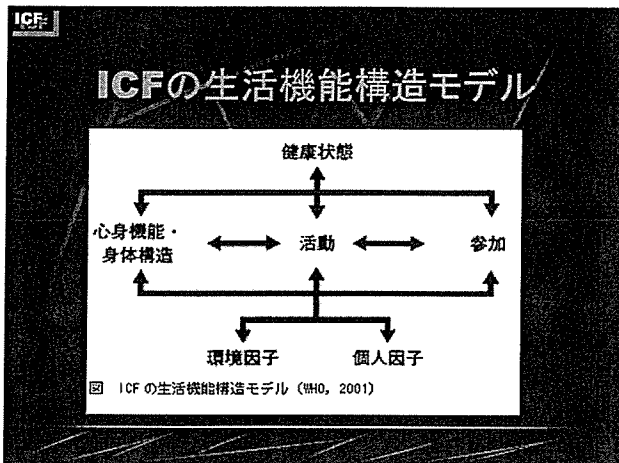 ICF
ICFの生活機能構造モデル
健康状態
心身機能・
身体構造
活動
参加
環境因子
個人因子
図 ICFの生活機能構造モデル (WHO, 2001)